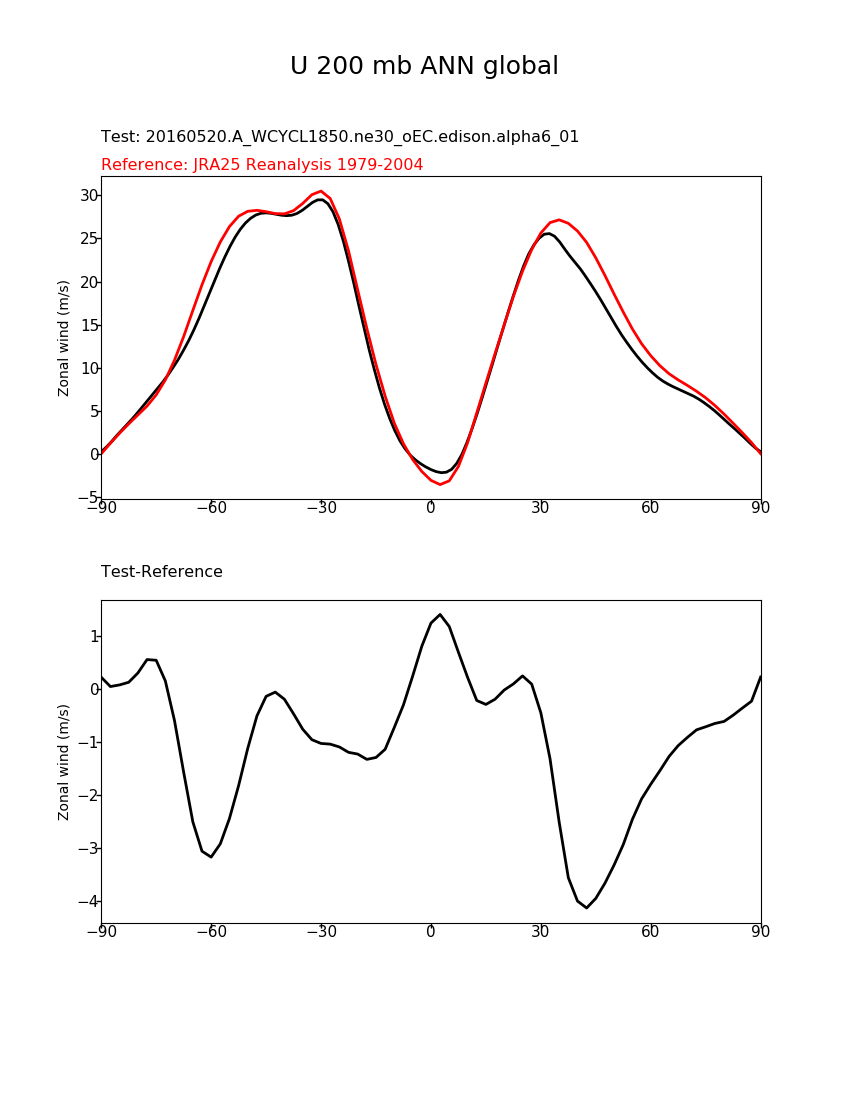 U 200 mb ANN global
Test: 20160520.A_WCYCL1850.ne30_oEC.edison.alpha6_01
Reference: JRA25 Reanalysis 1979-2004
30
25
20
15
10
5
0
−5
Zonal wind (m/s)
−90 −60 −30 0 30 60 90
Test-Reference
1
0
−1
−2
−3
−4
Zonal wind (m/s)
−90 −60 −30 0 30 60 90